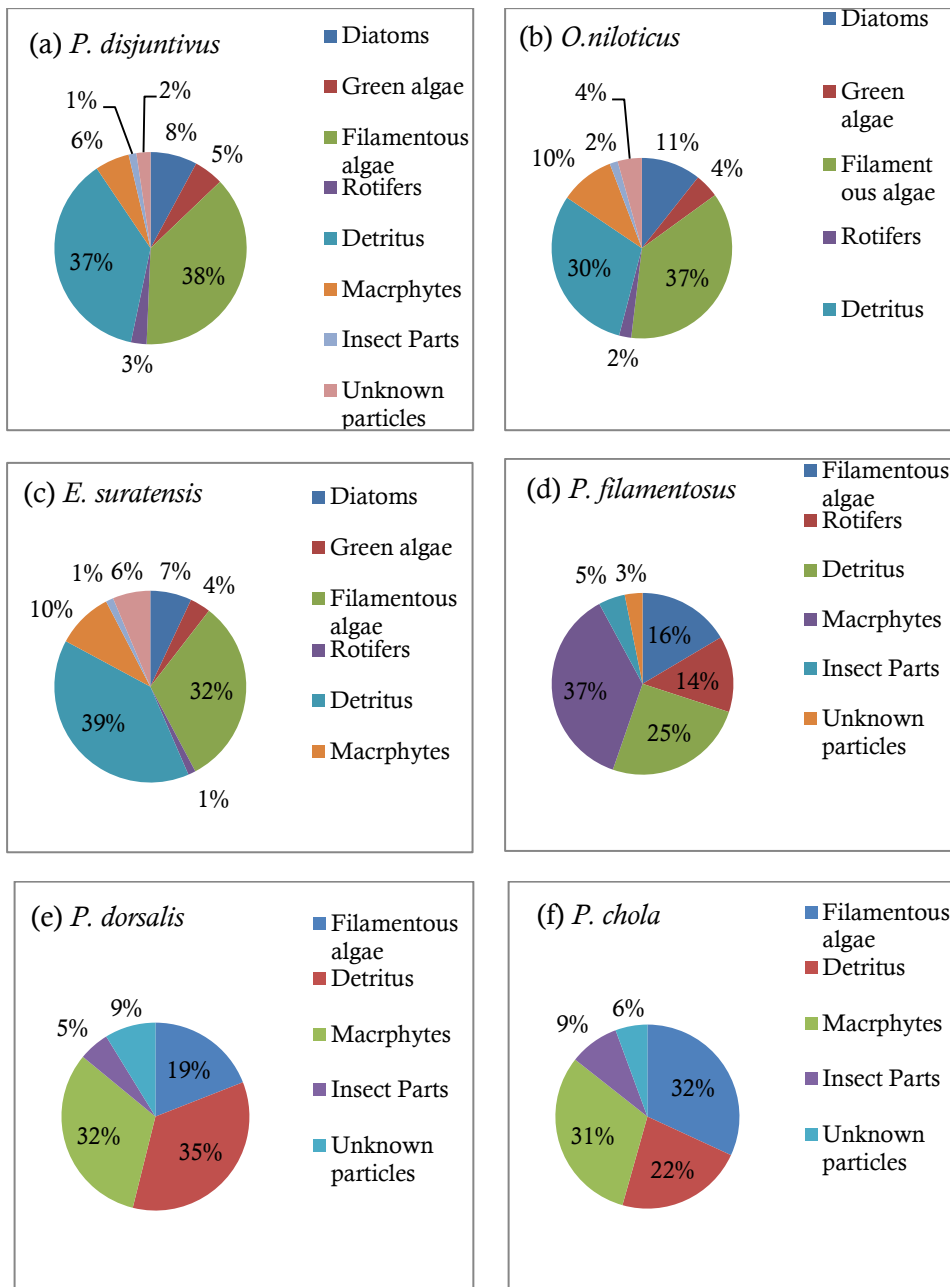 (a) P. disjuntivus
Diatoms
Green algae
Filamentous
algae
Rotifers
Detritus
Macrphytes
Insect Parts
Unknown
particles
1%
2%
6%
8%
5%
37%
38%
3%
(b) O.niloticus
Diatoms
Green
algae
Filament
ous algae
Rotifers
Detritus
4%
10%
2%
11%
4%
30%
37%
2%
(c) E. suratensis
Diatoms
Green algae
Filamentous
algae
Rotifers
Detritus
Macrphytes
1%
6%
7%
4%
10%
32%
39%
1%
(d) P. filamentosus
Filamentous
algae
Rotifers
Detritus
Macrphytes
Insect Parts
Unknown
particles
5%
3%
16%
14%
37%
25%
(e) P. dorsalis
Filamentous
algae
Detritus
Macrphytes
Insect Parts
Unknown
particles
9%
5%
19%
32%
35%
(f) P. chola
Filamentous
algae
Detritus
Macrphytes
Insect Parts
Unknown
particles
6%
9%
32%
31%
22%